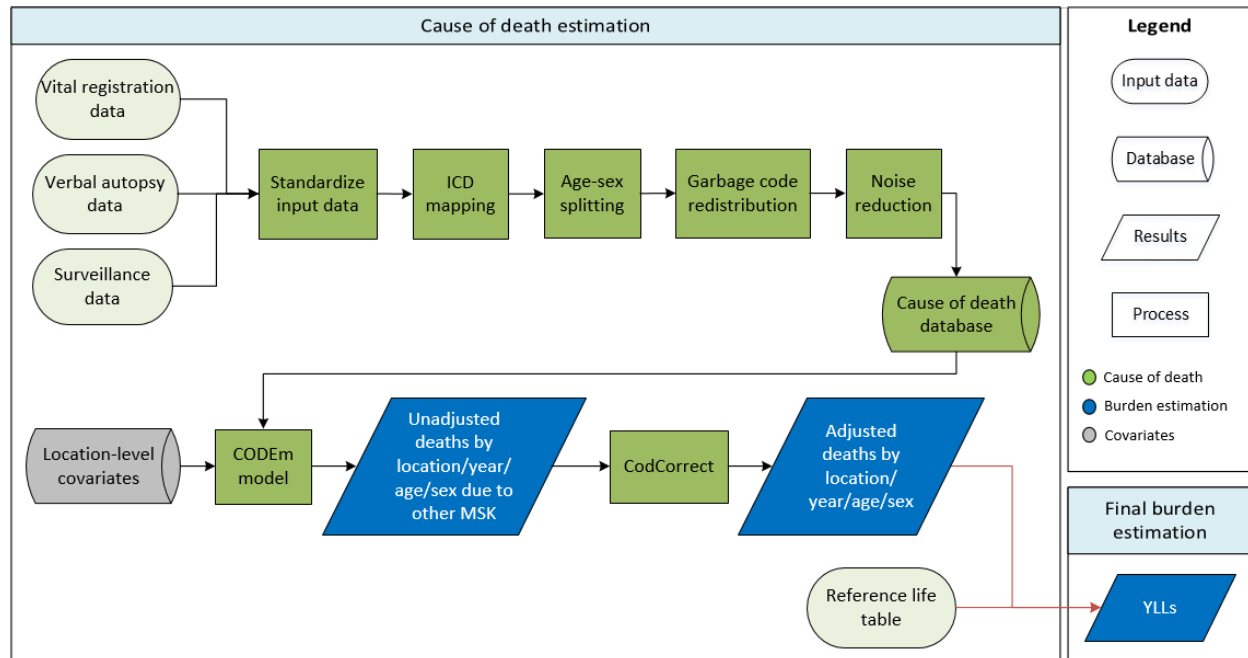 Cause of death estimation
Vital registration
data
Verbal autopsy
data
Surveillance
data
Standardize
input data
ICD
mapping
Age-sex
splitting
Garbage code
redistribution
Noise
reduction
Cause of death
database
Location-level
covariates
CODEm
model
Unadjusted
deaths by
location/year/
age/sex due to
other MSK
CodCorrect
Adjusted
deaths by
location/
year/age/sex
Reference life
table
Legend
Input data
Database
Results
Process
Cause of death
Burden estimation
Covariates
Final burden
estimation
YLLs